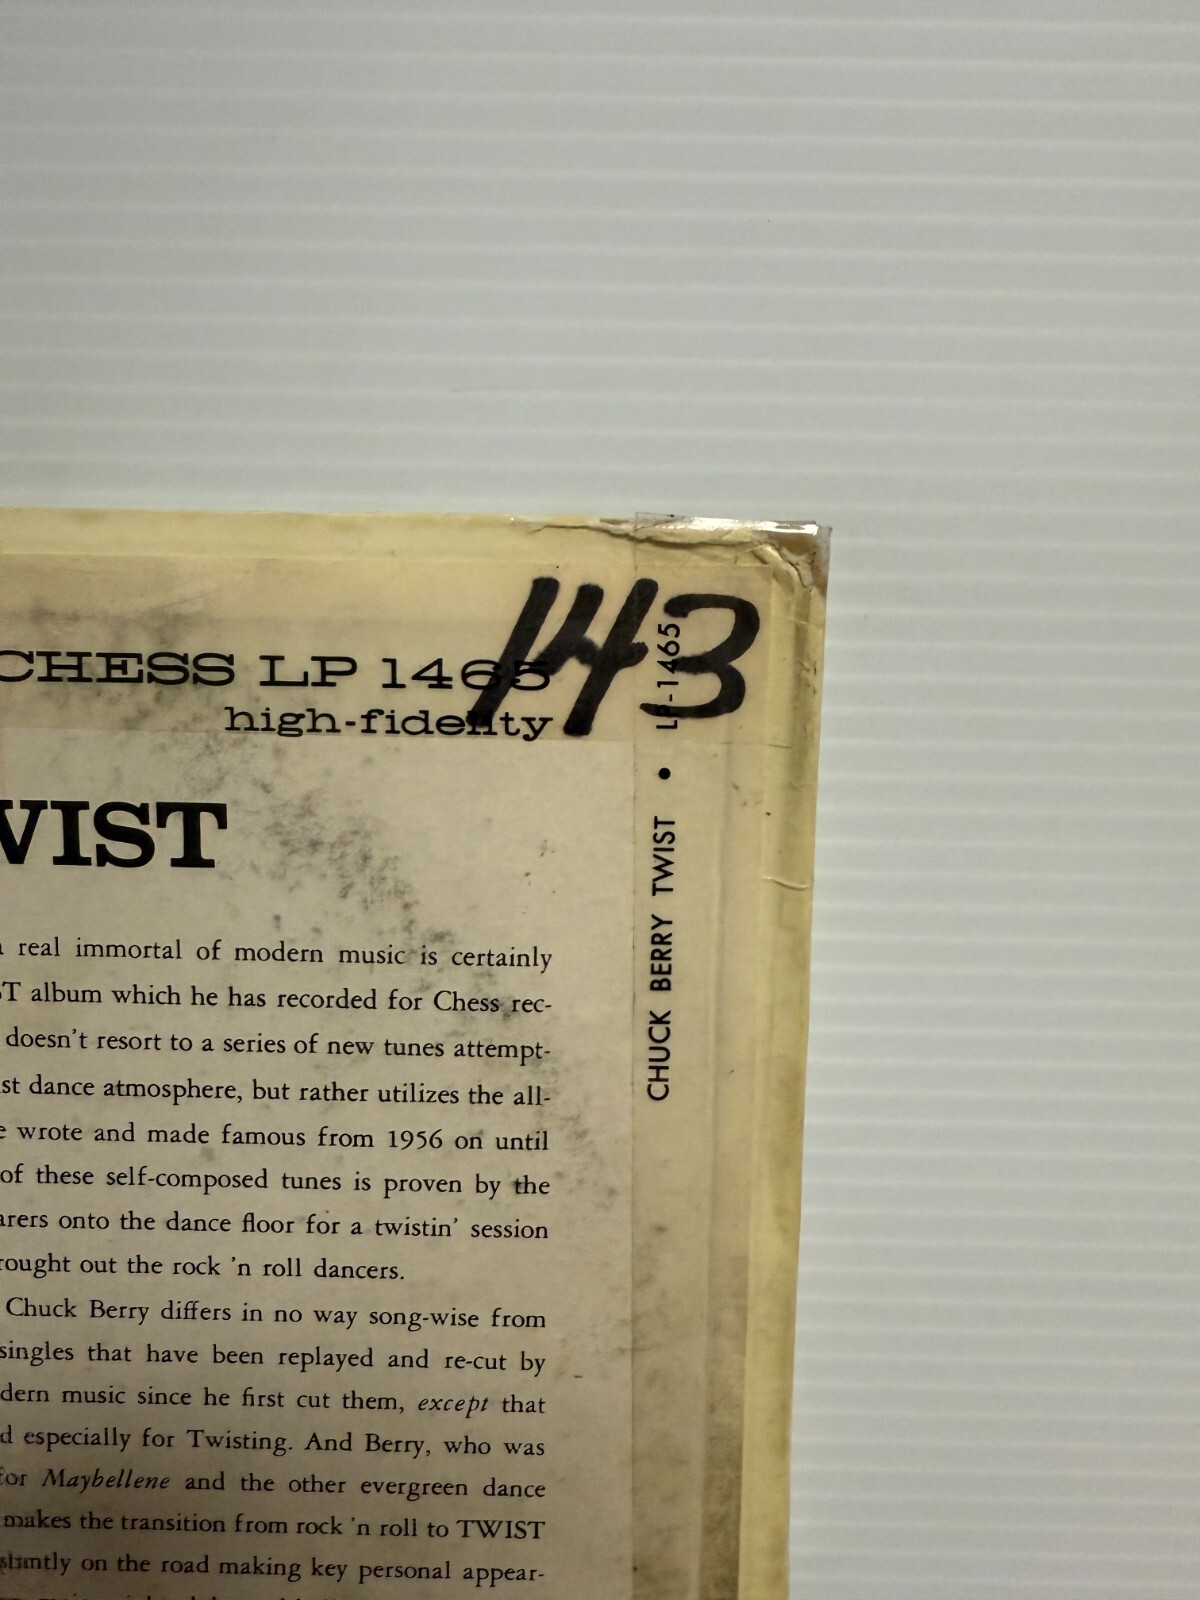 143
CHESS LP 1465
high-fidelity
TWIST
real immortal of modern music is certainly
album which he has recorded for Chess rec-
doesn't resort to a series of new tunes attempt-
dance atmosphere, but rather utilizes the all-
wrote and made famous from 1956 on until
of these self-composed tunes is proven by the
onto the dance floor for a twistin' session
out the rock 'n roll dancers.
Chuck Berry differs in no way song-wise from
singles that have been replayed and re-cut by
music since he first cut them, except that
especially for Twisting. And Berry, who was
for Maybellene and the other evergreen dance
makes the transition from rock 'n roll to TWIST
on the road making key personal appear-
CHUCK BERRY TWIST • LP-1465